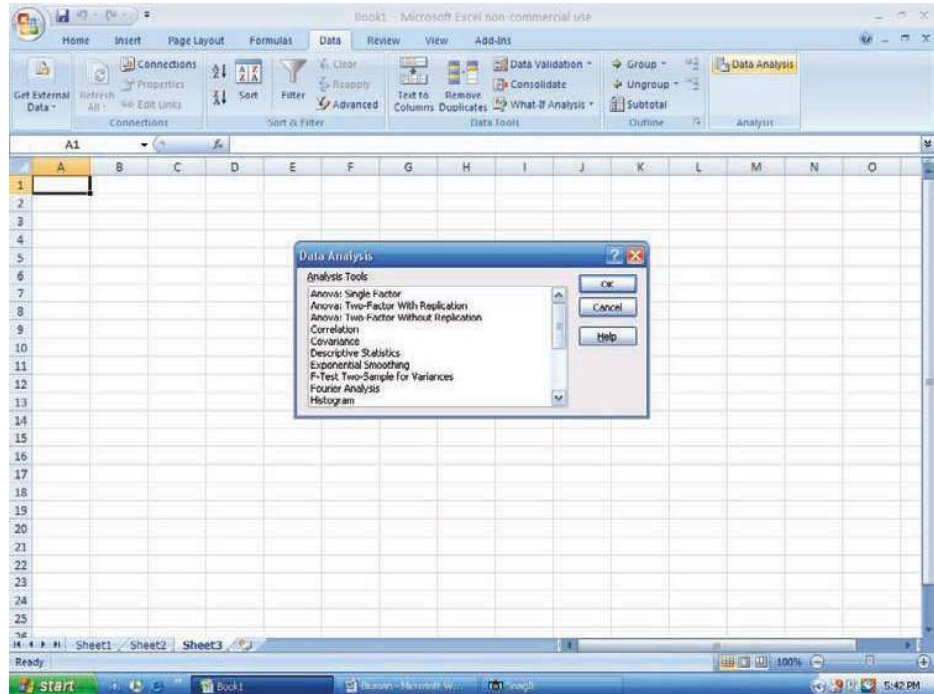 Book1 - Microsoft Excel non-commercial use
Home Insert Page Layout Formulas Data Review View Add-Ins
Get External Data
Refresh All
Connections
Properties
Edit Links
Connections
Sort
Filter
Clear
Reapply
Advanced
Sort & Filter
Text to Columns
Remove Duplicates
Data Validation
Consolidate
What-If Analysis
Data Tools
Group
Ungroup
Subtotal
Outline
Data Analysis
Analysis
A1 fx
A B C D E F G H I J K L M N O
1
2
3
4
5
6
7
8
9
10
11
12
13
14
15
16
17
18
19
20
21
22
23
24
25
26
Data Analysis
Analysis Tools
Anova: Single Factor
Anova: Two-Factor With Replication
Anova: Two-Factor Without Replication
Correlation
Covariance
Descriptive Statistics
Exponential Smoothing
F-Test Two-Sample for Variances
Fourier Analysis
Histogram
OK
Cancel
Help
Sheet1 Sheet2 Sheet3
Ready 100%
start Book1 5:42 PM